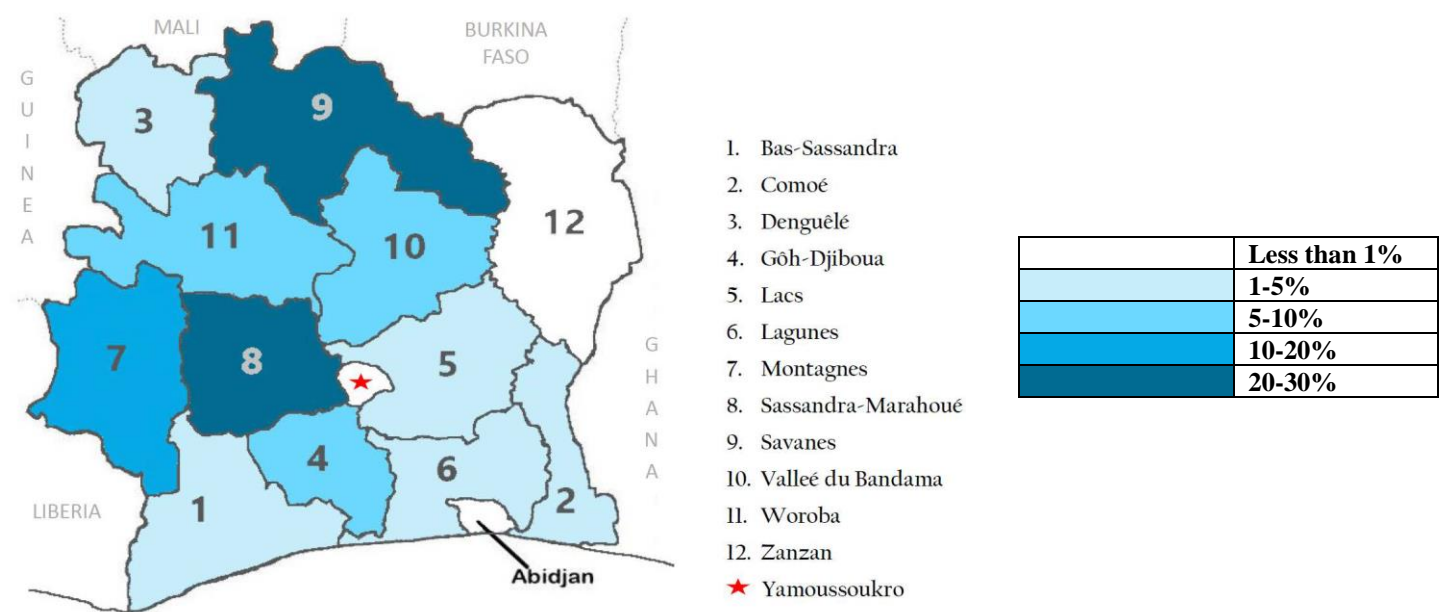 MALI
BURKINA
FASO
GUINEA
3
9
12
11
10
7
8
5
4
6
1
2
GHANA
LIBERIA
Abidjan
1. Bas-Sassandra
2. Comoé
3. Denguêlé
4. Gôh-Djiboua
5. Lacs
6. Lagunes
7. Montagnes
8. Sassandra-Marahoué
9. Savanes
10. Valleé du Bandama
11. Woroba
12. Zanzan
Yamoussoukro
Less than 1%
1-5%
5-10%
10-20%
20-30%